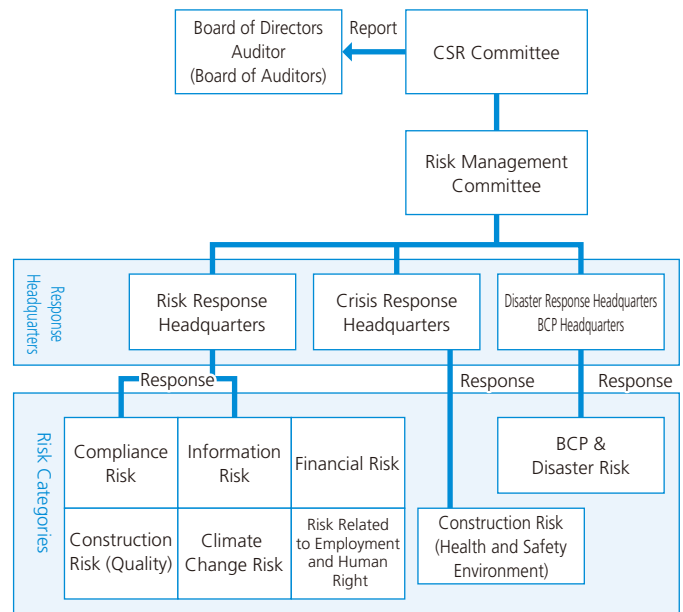 Board of Directors
Auditor
(Board of Auditors)
Report
CSR Committee
Risk Management
Committee
Response
Headquarters
Risk Response
Headquarters
Crisis Response
Headquarters
Disaster Response Headquarters
BCP Headquarters
Response
Response
Response
Risk Categories
Compliance
Risk
Information
Risk
Financial Risk
BCP &
Disaster Risk
Construction
Risk (Quality)
Climate
Change Risk
Risk Related
to Employment
and Human
Right
Construction Risk
(Health and Safety
Environment)